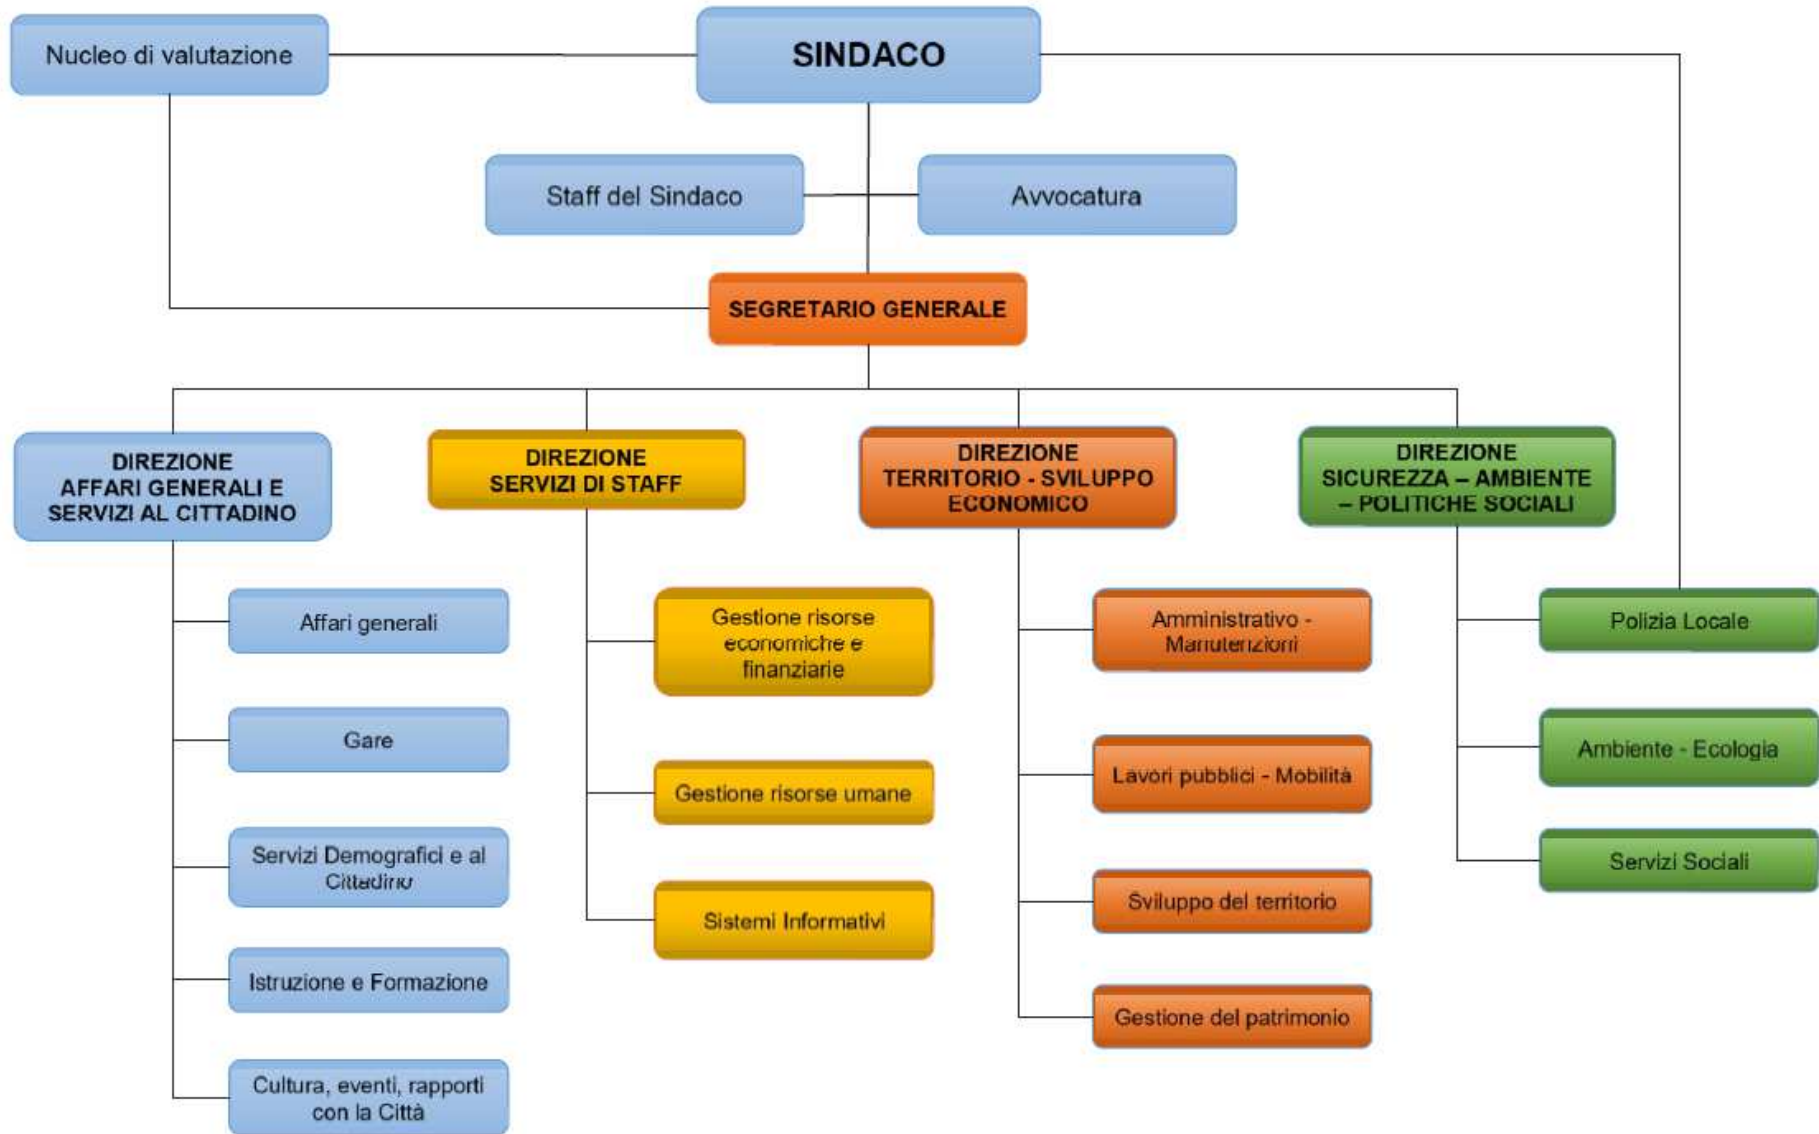 Nucleo di valutazione
SINDACO
Staff del Sindaco
Avvocatura
SEGRETARIO GENERALE
DIREZIONE
AFFARI GENERALI E
SERVIZI AL CITTADINO
Affari generali
Gare
Servizi Demografici e al
Cittadino
Istruzione e Formazione
Cultura, eventi, rapporti
con la Città
DIREZIONE
SERVIZI DI STAFF
Gestione risorse
economiche e
finanziarie
Gestione risorse umane
Sistemi Informativi
DIREZIONE
TERRITORIO - SVILUPPO
ECONOMICO
Amministrativo -
Manutenzioni
Lavori pubblici - Mobilità
Sviluppo del territorio
Gestione del patrimonio
DIREZIONE
SICUREZZA – AMBIENTE
– POLITICHE SOCIALI
Polizia Locale
Ambiente - Ecologia
Servizi Sociali